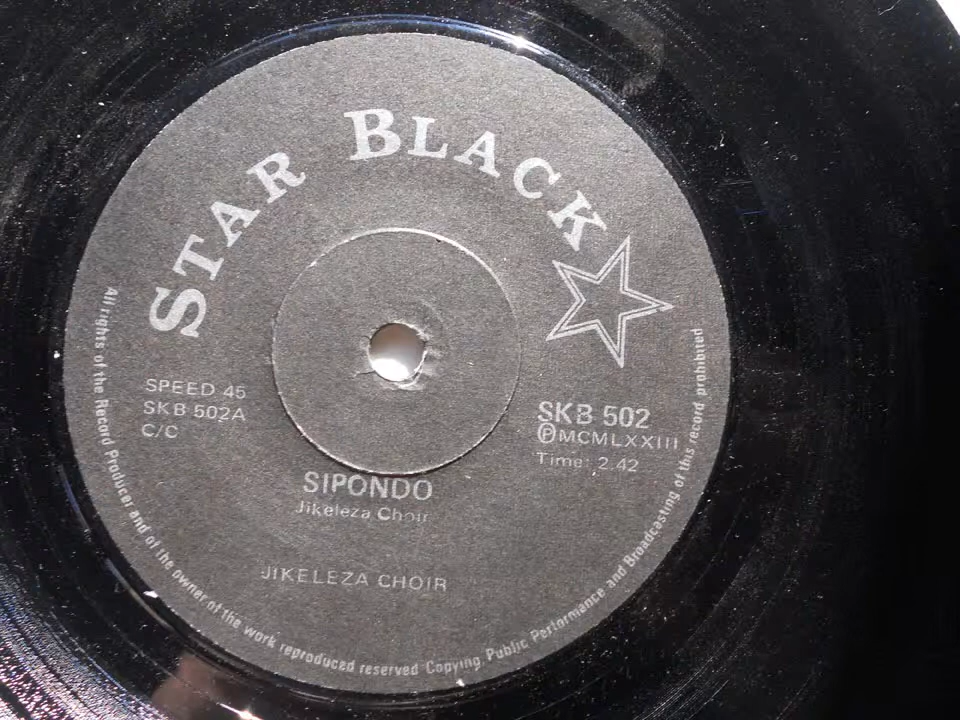 STAR BLACK
SPEED 45
SKB 502A
C/C
SKB 502
ⓅMCMLXXIII
Time: 2.42
SIPONDO
Jikeleza Choir
JIKELEZA CHOIR
All rights of the Record Producer and of the owner of the work reproduced reserved Copying, Public Performance and Broadcasting of this record prohibited